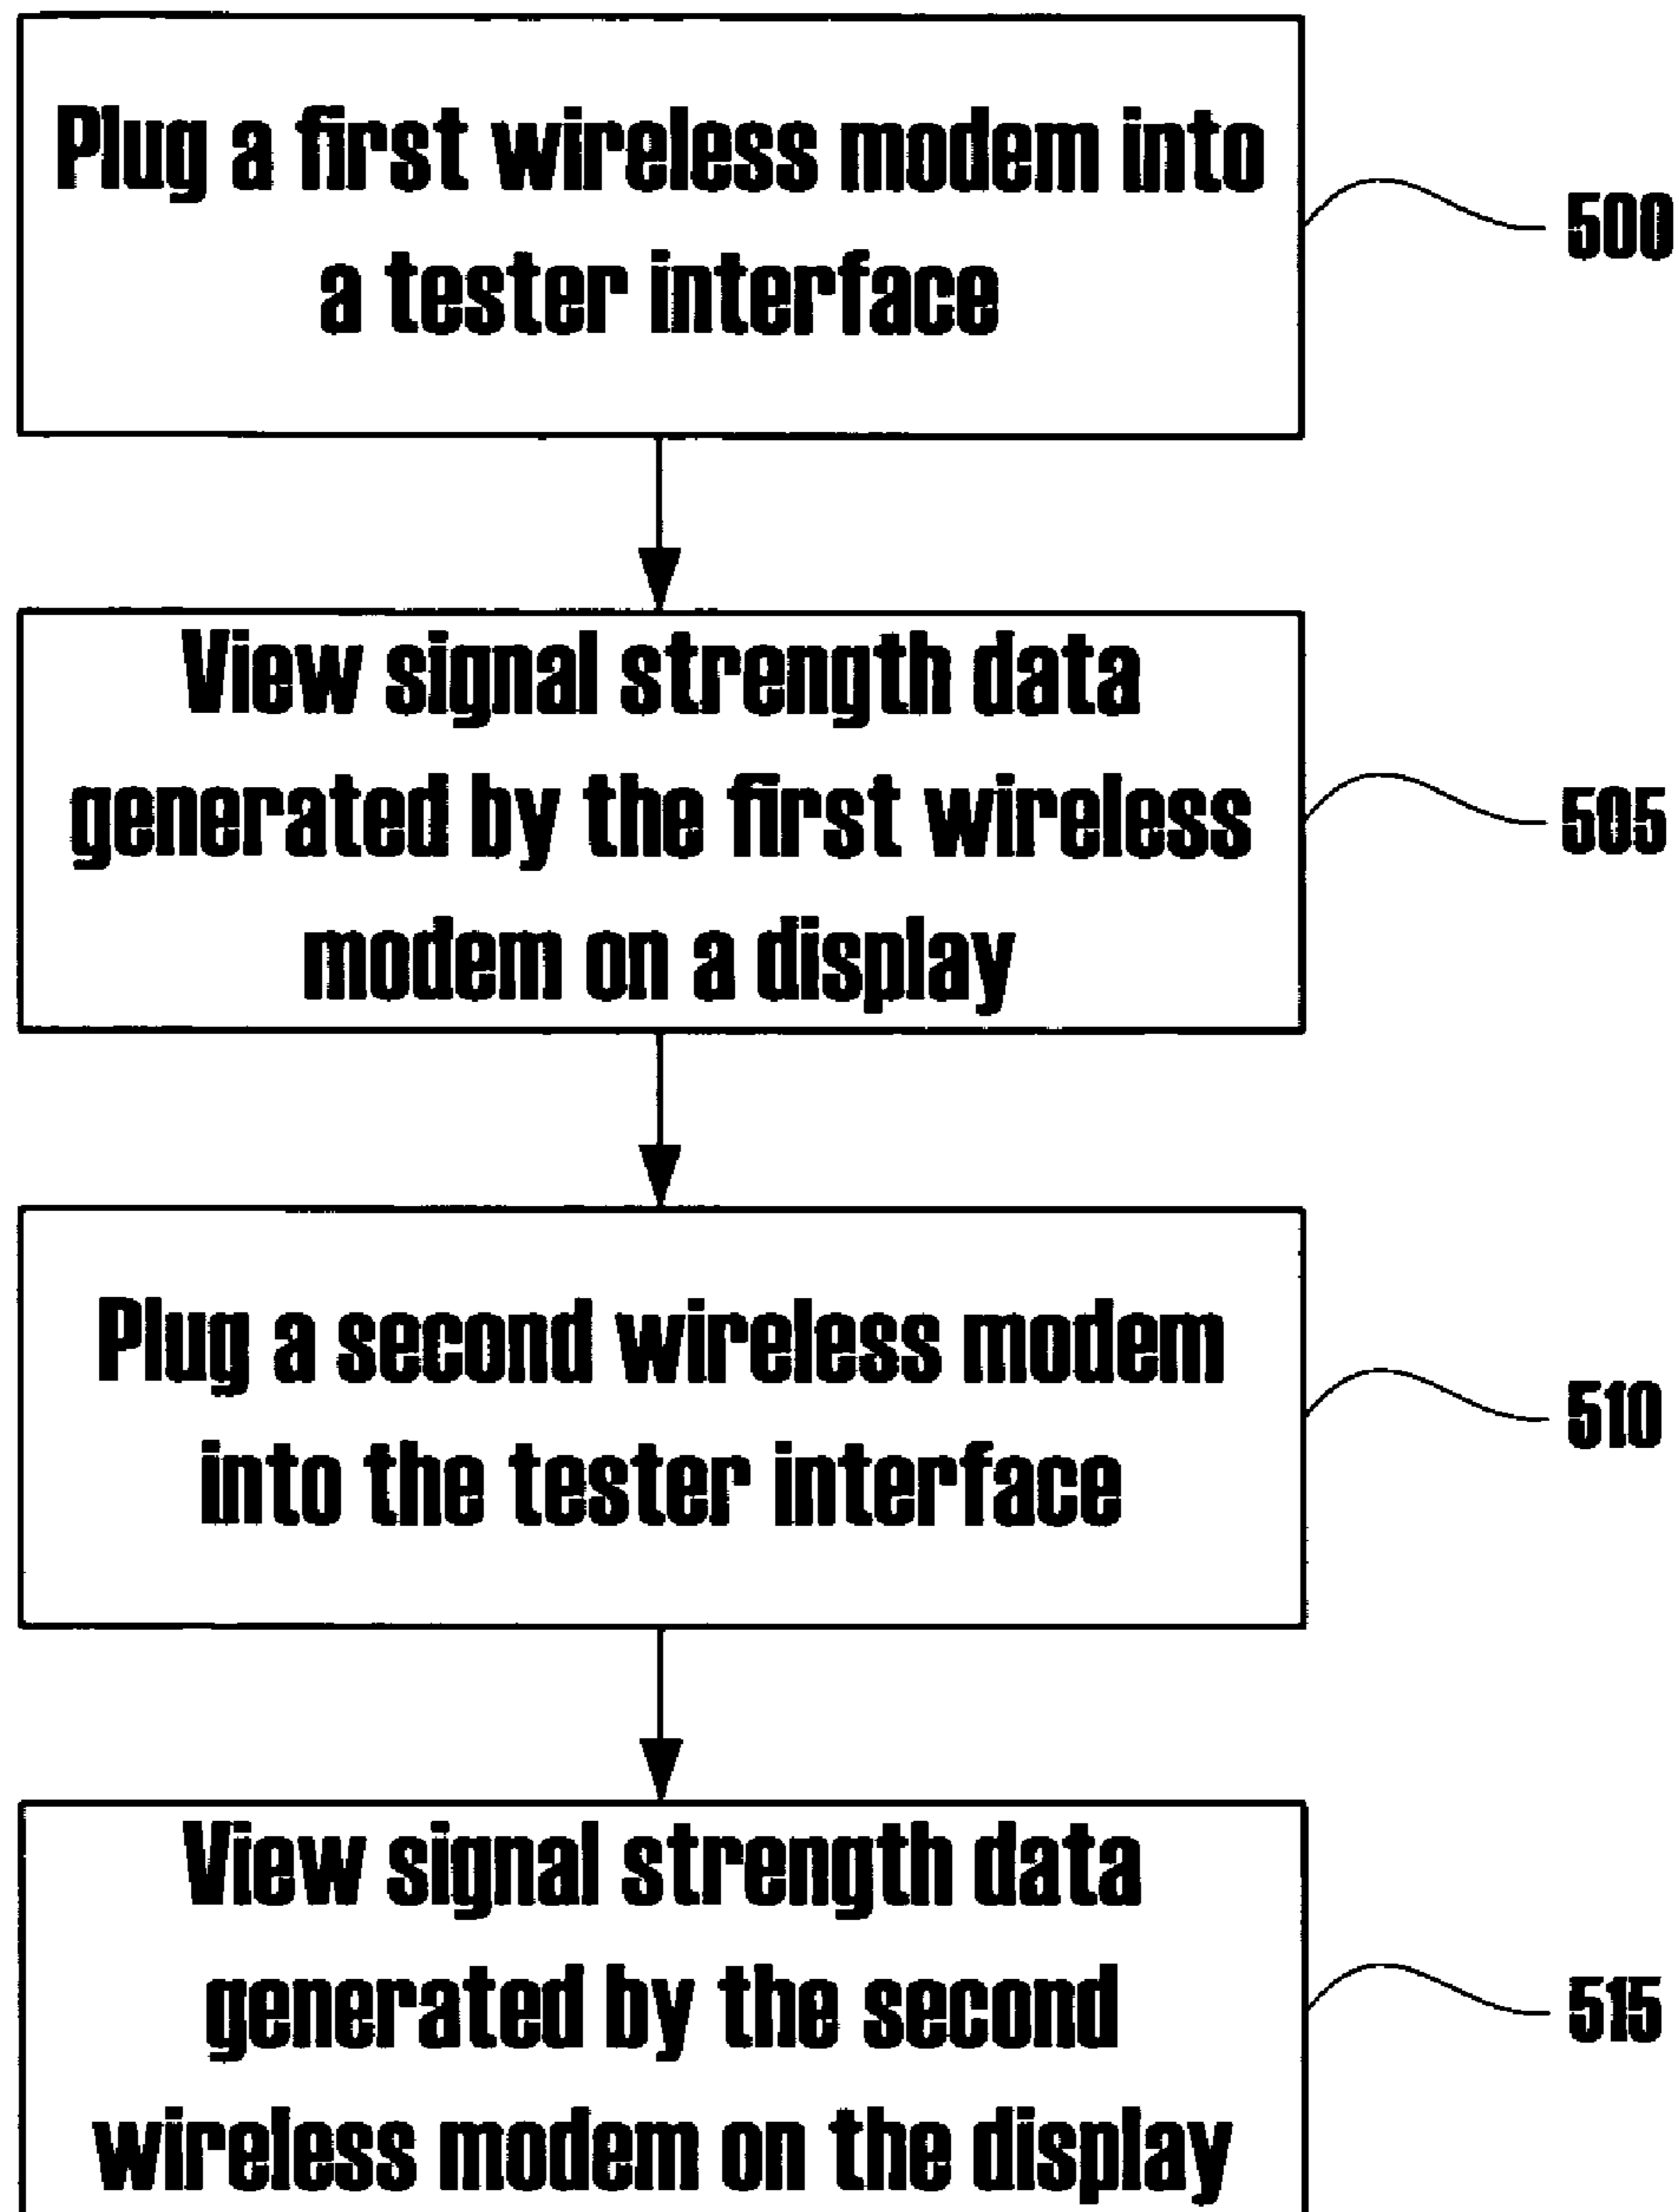 Plug a first wireless modem into
a tester interface
500
View signal strength data
generated by the first wireless
modem on a display
505
Plug a second wireless modem
into the tester interface
510
View signal strength data
generated by the second
wireless modem on the display
515